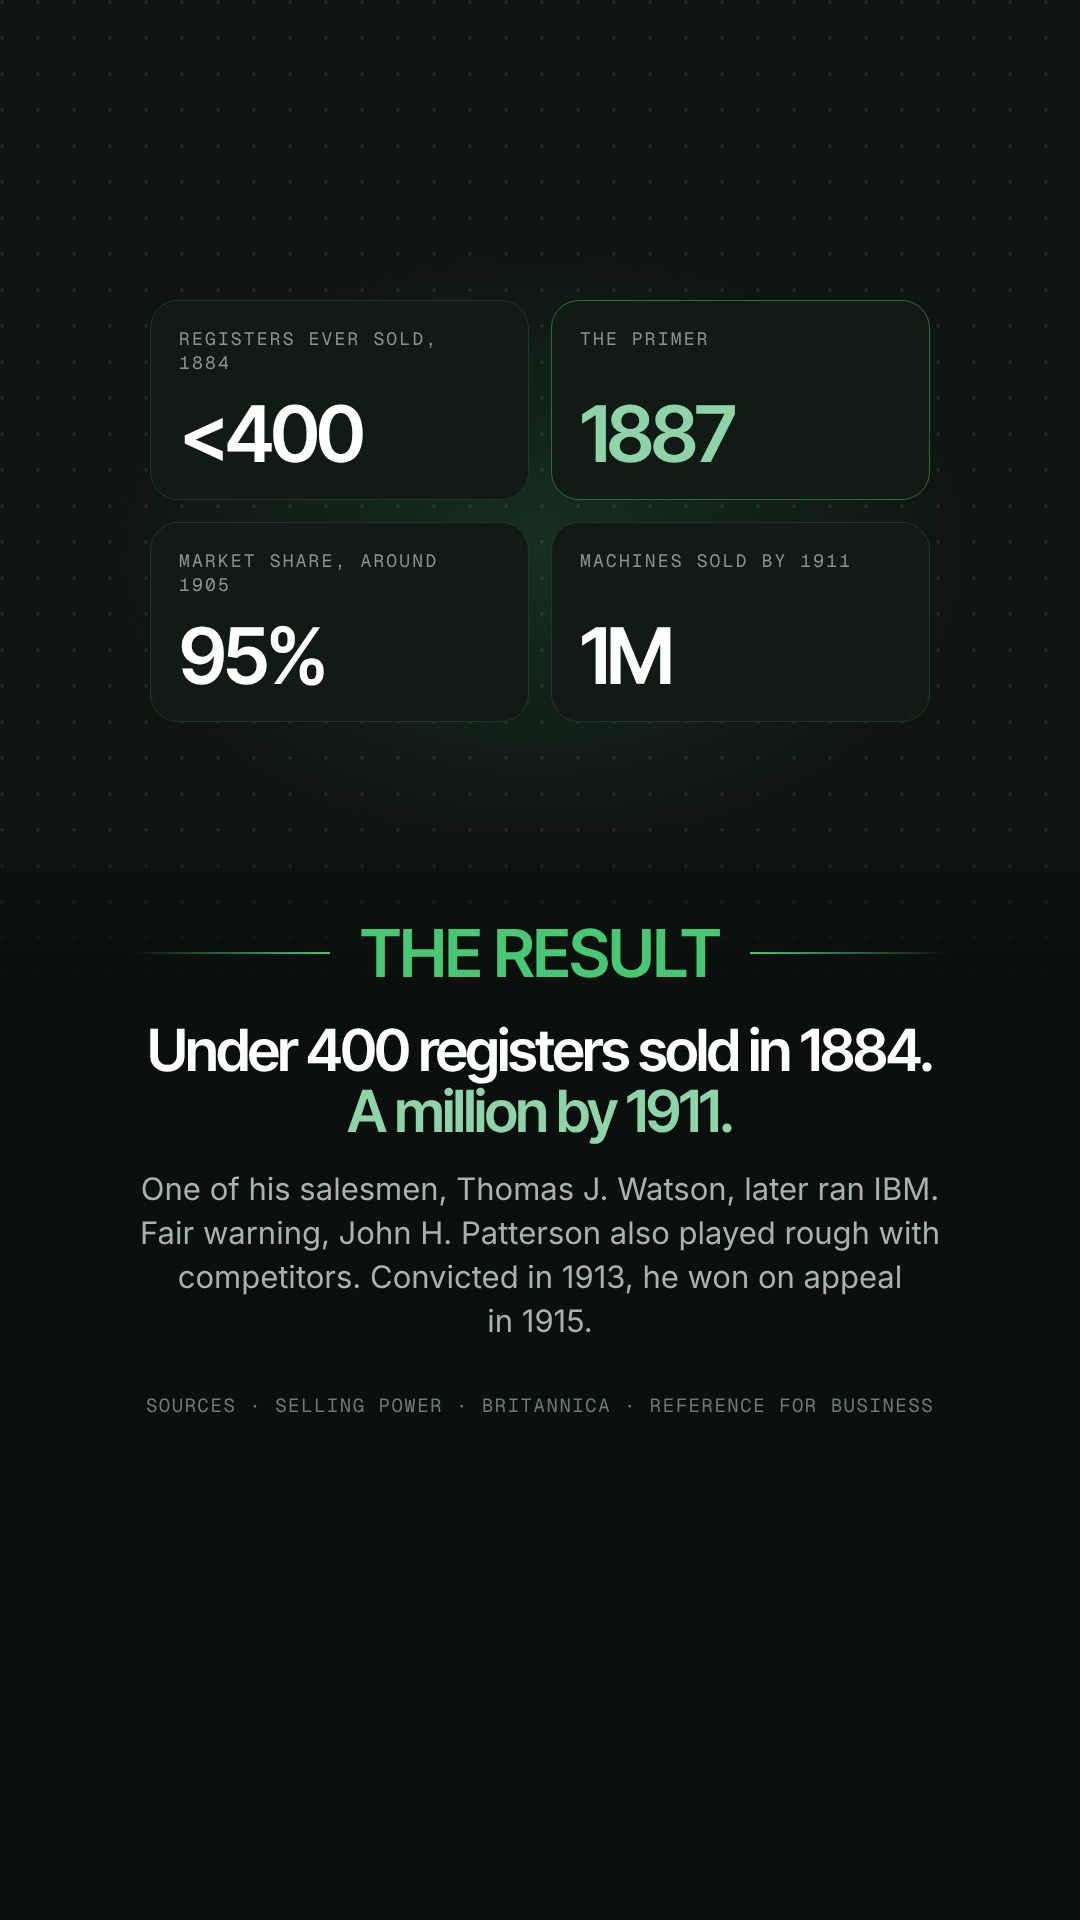 REGISTERS EVER SOLD,
1884
<400
THE PRIMER
1887
MARKET SHARE, AROUND
1905
95%
MACHINES SOLD BY 1911
1M
THE RESULT
Under 400 registers sold in 1884.
A million by 1911.
One of his salesmen, Thomas J. Watson, later ran IBM.
Fair warning, John H. Patterson also played rough with
competitors. Convicted in 1913, he won on appeal
in 1915.
SOURCES · SELLING POWER · BRITANNICA · REFERENCE FOR BUSINESS